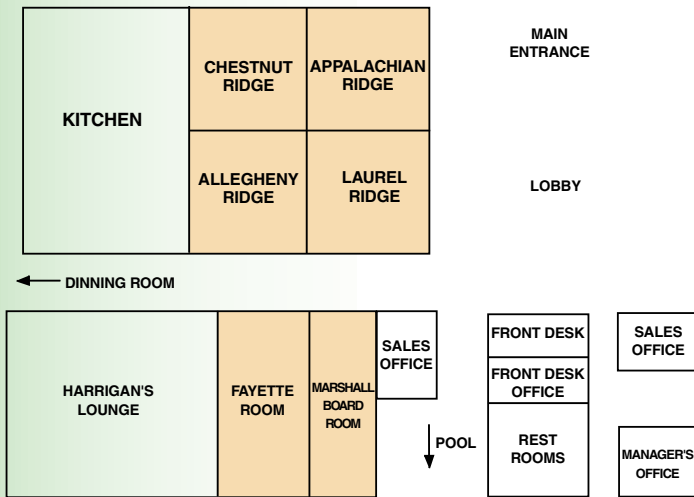 MAIN
ENTRANCE
CHESTNUT
RIDGE
APPALACHIAN
RIDGE
KITCHEN
ALLEGHENY
RIDGE
LAUREL
RIDGE
LOBBY
DINNING ROOM
HARRIGAN'S
LOUNGE
FAYETTE
ROOM
MARSHALL
BOARD
ROOM
SALES
OFFICE
FRONT DESK
FRONT DESK
OFFICE
SALES
OFFICE
POOL
REST
ROOMS
MANAGER'S
OFFICE